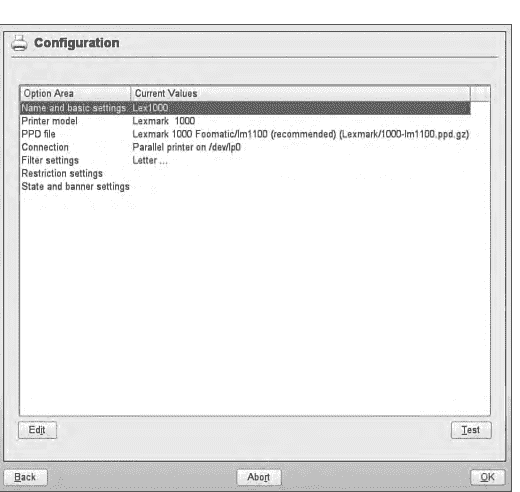 Configuration
Option Area Current Values
Name and basic settings Lex1000
Printer model Lexmark 1000
PPD file Lexmark 1000 Foomatic/lm1100 (recommended) (Lexmark/1000-lm1100.ppd.gz)
Connection Parallel printer on /dev/lp0
Filter settings Letter ...
Restriction settings
State and banner settings
Edit Test
Back Abort OK